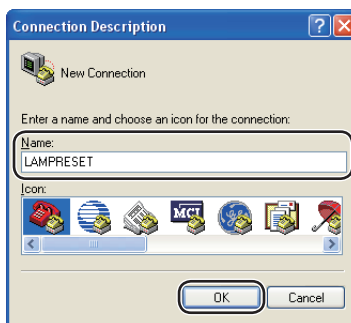 Connection Description
New Connection
Enter a name and choose an icon for the connection:
Name:
LAMPRESET
Icon:
MCI
OK
Cancel